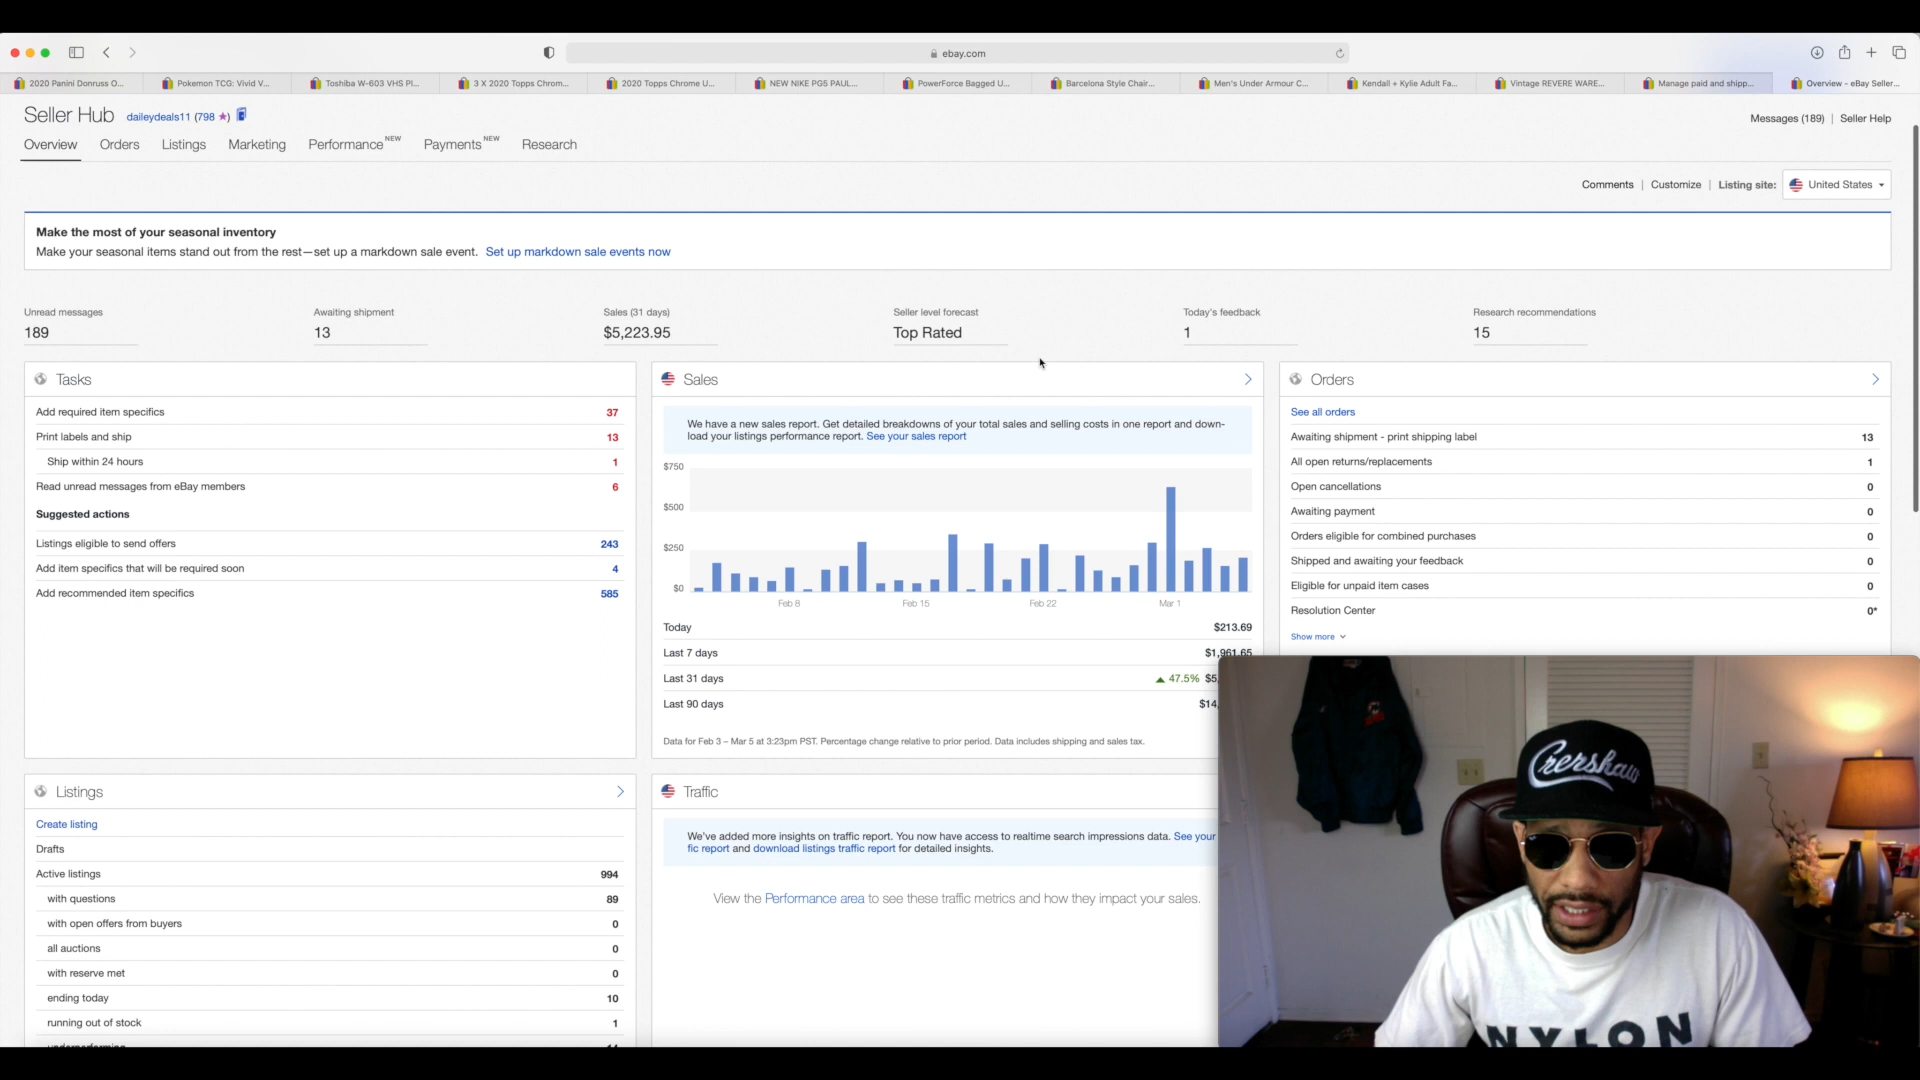 ebay.com
2020 Panini Donruss O...
Pokemon TCG: Vivid V...
Toshiba W-603 VHS Pl...
3 X 2020 Topps Chrom...
2020 Topps Chrome U...
NEW NIKE PG5 PAUL...
PowerForce Bagged U...
Barcelona Style Chair...
Men's Under Armour C...
Kendall + Kylie Adult Fa...
Vintage REVERE WARE...
Manage paid and shipp...
Overview – eBay Seller...
Seller Hub daileydeals11 (798 ★)
Messages (189) | Seller Help
Overview Orders Listings Marketing Performance NEW Payments NEW Research
Comments | Customize | Listing site: United States
Make the most of your seasonal inventory
Make your seasonal items stand out from the rest—set up a markdown sale event. Set up markdown sale events now
Unread messages
189
Awaiting shipment
13
Sales (31 days)
$5,223.95
Seller level forecast
Top Rated
Today's feedback
1
Research recommendations
15
Tasks
Add required item specifics 37
Print labels and ship 13
Ship within 24 hours 1
Read unread messages from eBay members 6
Suggested actions
Listings eligible to send offers 243
Add item specifics that will be required soon 4
Add recommended item specifics 585
Sales
We have a new sales report. Get detailed breakdowns of your total sales and selling costs in one report and down-
load your listings performance report. See your sales report
$750
$500
$250
$0
Feb 8 Feb 15 Feb 22 Mar 1
Today $213.69
Last 7 days $1,961.65
Last 31 days 47.5% $5,
Last 90 days $14,
Data for Feb 3 – Mar 5 at 3:23pm PST. Percentage change relative to prior period. Data includes shipping and sales tax.
Orders
See all orders
Awaiting shipment - print shipping label 13
All open returns/replacements 1
Open cancellations 0
Awaiting payment 0
Orders eligible for combined purchases 0
Shipped and awaiting your feedback 0
Eligible for unpaid item cases 0
Resolution Center 0*
Show more
Listings
Create listing
Drafts
Active listings 994
with questions 89
with open offers from buyers 0
all auctions 0
with reserve met 0
ending today 10
running out of stock 1
Traffic
We've added more insights on traffic report. You now have access to realtime search impressions data. See your
fic report and download listings traffic report for detailed insights.
View the Performance area to see these traffic metrics and how they impact your sales.
Crenshaw
NYLON